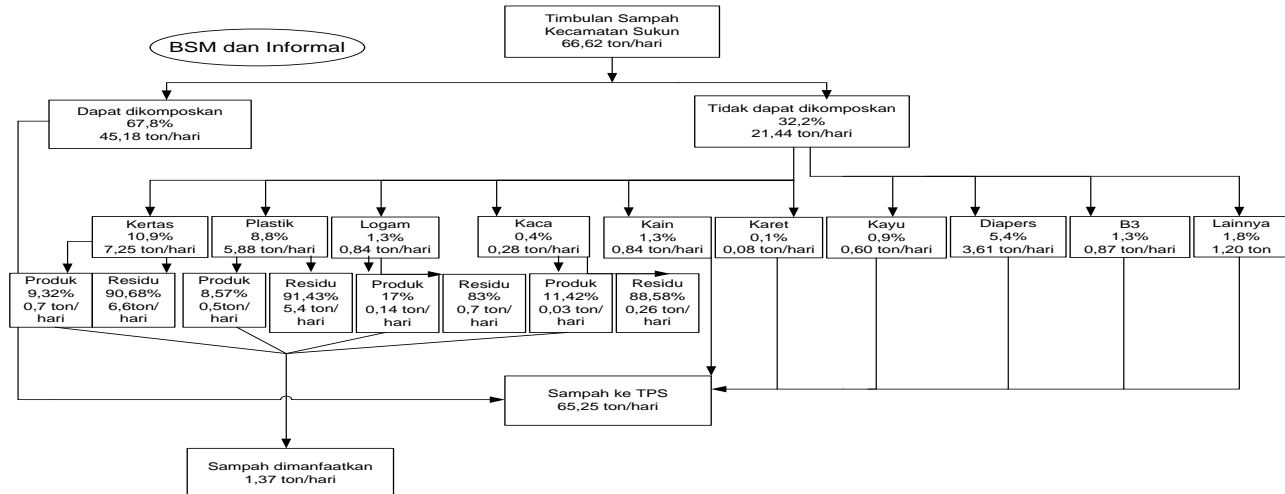 Timbulan Sampah
Kecamatan Sukun
66,62 ton/hari
BSM dan Informal
Dapat dikomposkan
67,8%
45,18 ton/hari
Tidak dapat dikomposkan
32,2%
21,44 ton/hari
Kertas
10,9%
7,25 ton/hari
Plastik
8,8%
5,88 ton/hari
Logam
1,3%
0,84 ton/hari
Kaca
0,4%
0,28 ton/hari
Kain
1,3%
0,84 ton/hari
Karet
0,1%
0,08 ton/hari
Kayu
0,9%
0,60 ton/hari
Diapers
5,4%
3,61 ton/hari
B3
1,3%
0,87 ton/hari
Lainnya
1,8%
1,20 ton
Produk
9,32%
0,7 ton/
hari
Residu
90,68%
6,6ton/
hari
Produk
8,57%
0,5ton/
hari
Residu
91,43%
5,4 ton/
hari
Produk
17%
0,14 ton/
hari
Residu
83%
0,7 ton/
hari
Produk
11,42%
0,03 ton/
hari
Residu
88,58%
0,26 ton/
hari
Sampah ke TPS
65,25 ton/hari
Sampah dimanfaatkan
1,37 ton/hari